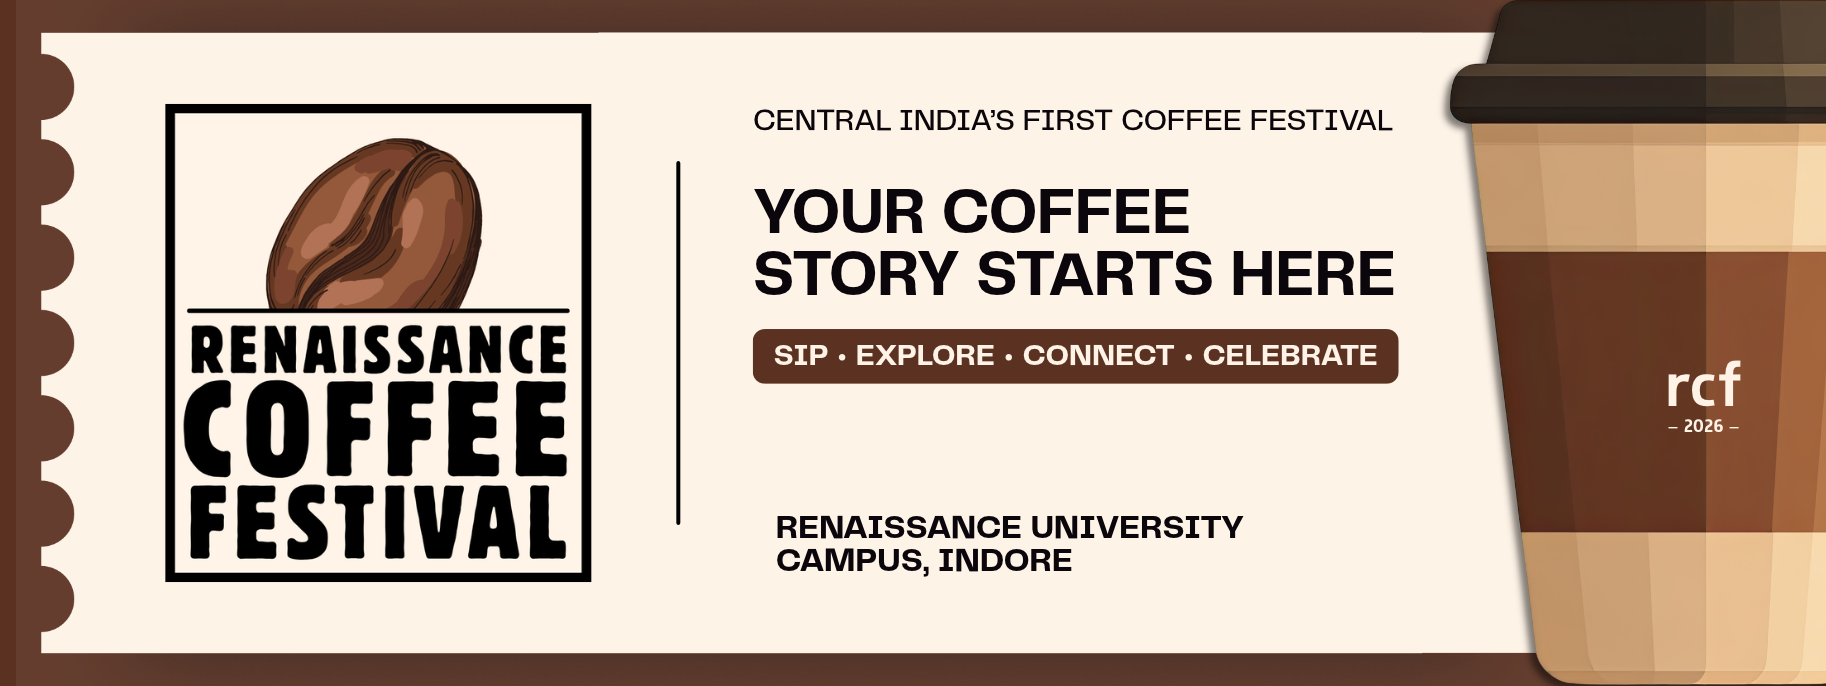 RENAISSANCE
COFFEE
FESTIVAL
CENTRAL INDIA’S FIRST COFFEE FESTIVAL
YOUR COFFEE
STORY STARTS HERE
SIP • EXPLORE • CONNECT • CELEBRATE
RENAISSANCE UNIVERSITY
CAMPUS, INDORE
rcf
– 2026 –